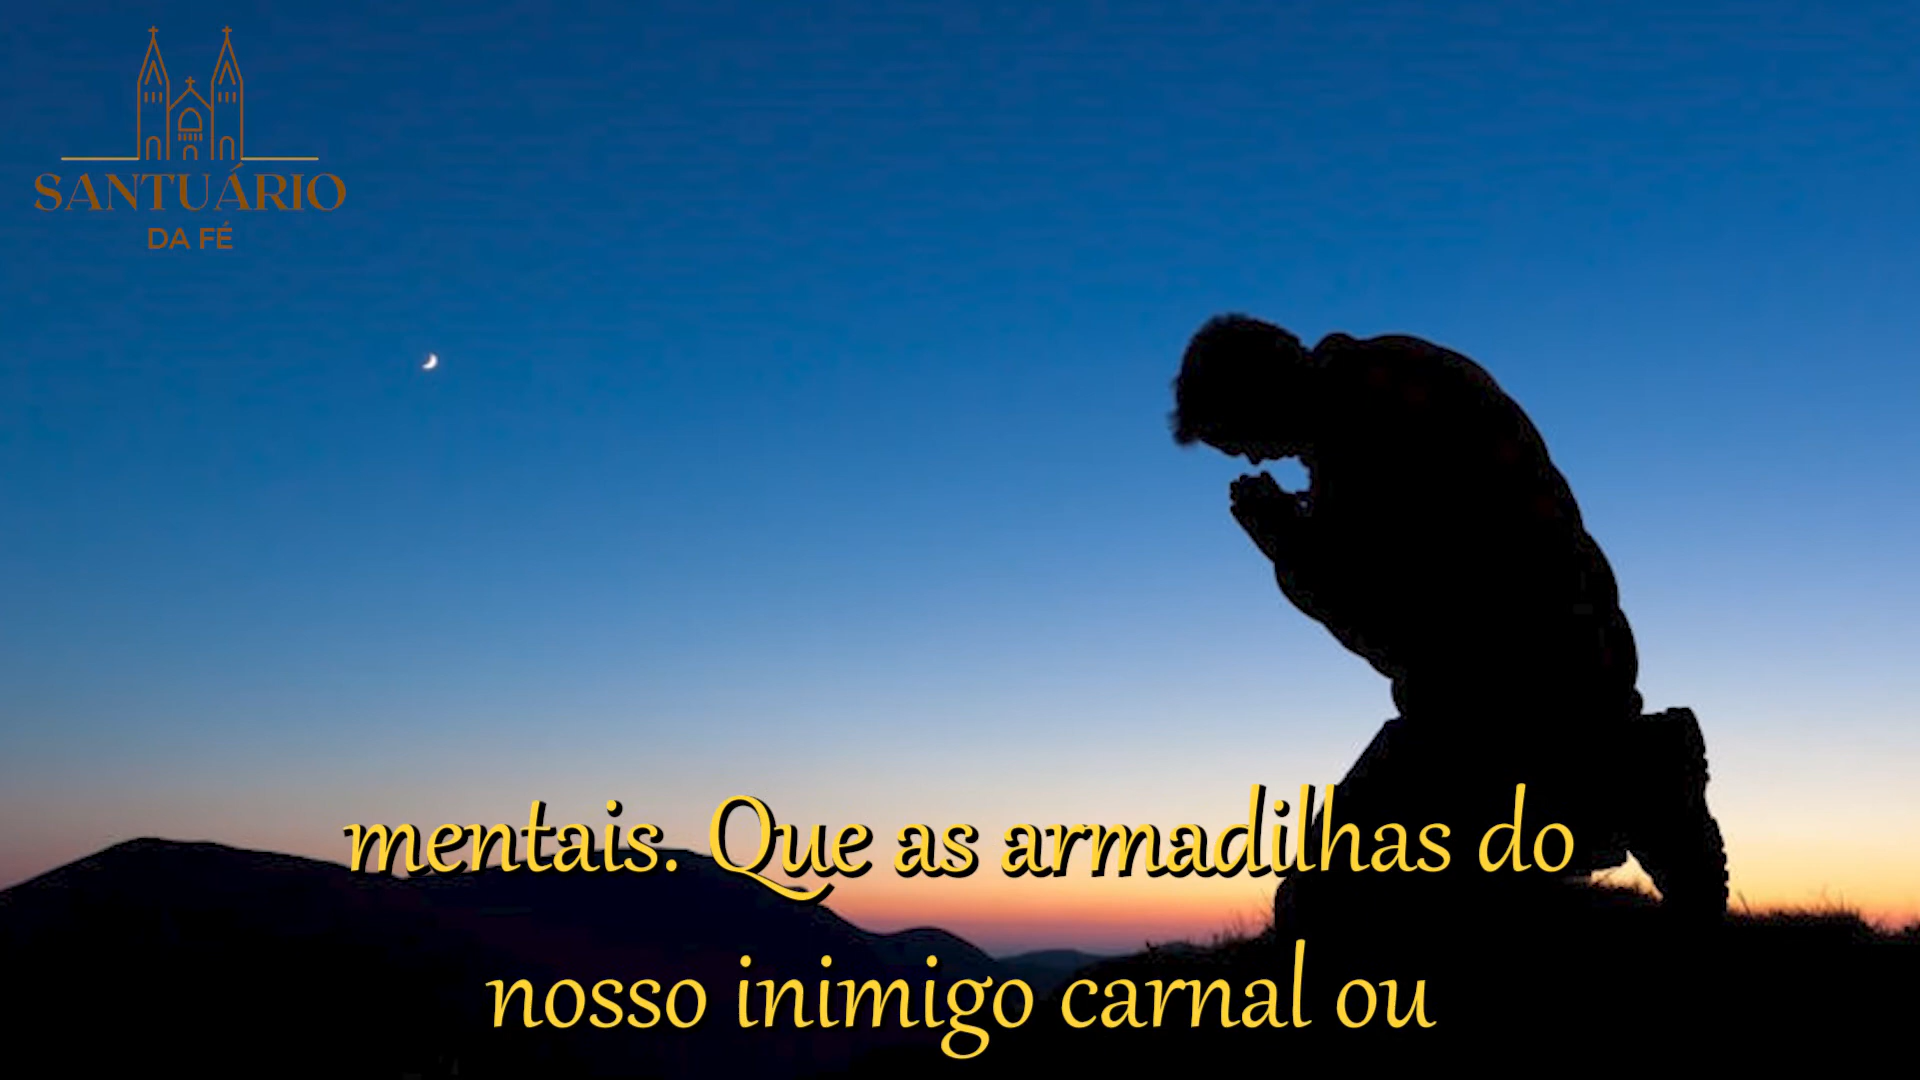 SANTUÁRIO
DA FÉ
mentais. Que as armadilhas do
nosso inimigo carnal ou